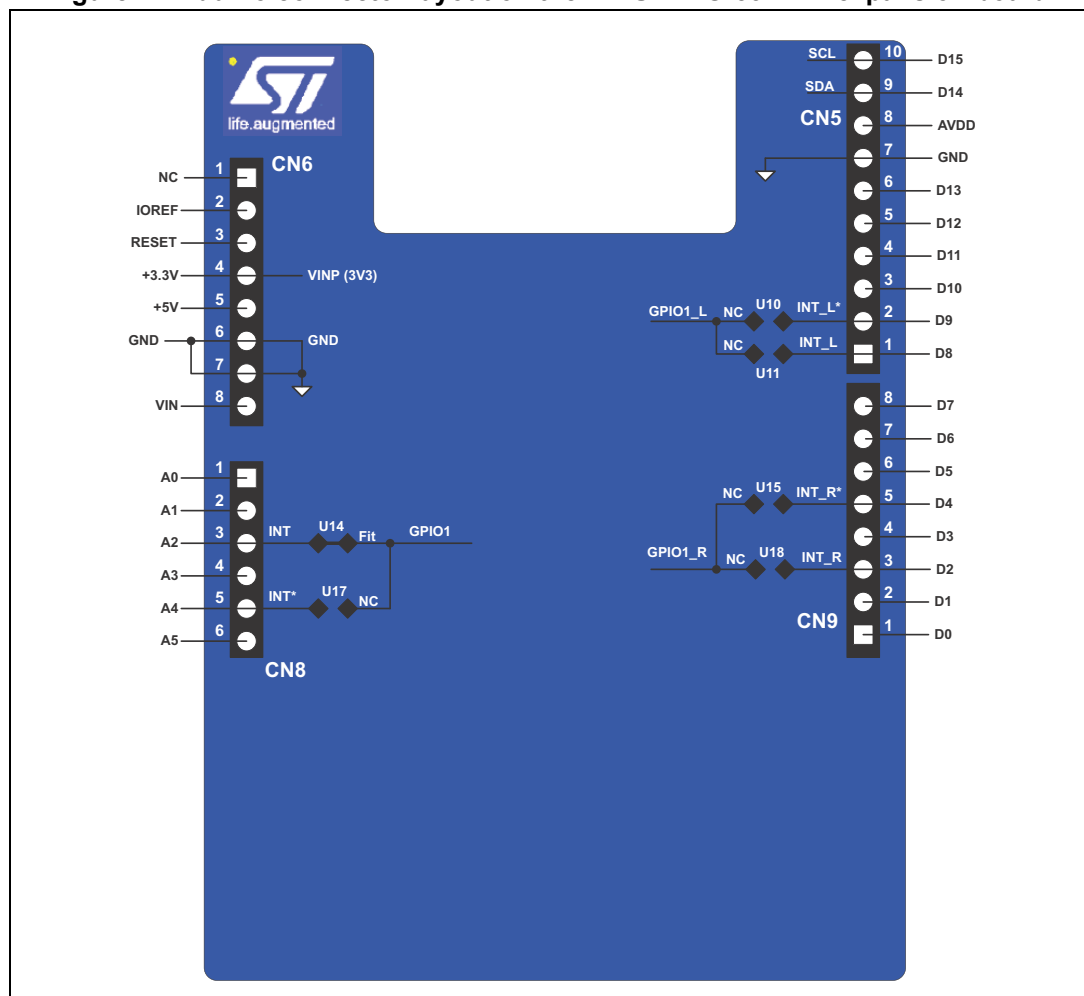 life.augmented
SCL 10 D15
SDA 9 D14
CN5 8 AVDD
7 GND
6 D13
5 D12
4 D11
3 D10
GPIO1_L NC U10 INT_L* 2 D9
NC U11 INT_L 1 D8
CN6
NC 1
IOREF 2
RESET 3
+3.3V 4 VINP (3V3)
+5V 5
GND 6 GND
7
VIN 8
8 D7
7 D6
6 D5
NC U15 INT_R* 5 D4
4 D3
GPIO1_R NC U18 INT_R 3 D2
2 D1
CN9 1 D0
A0 1
A1 2
A2 3 INT U14 Fit GPIO1
A3 4
A4 5 INT* U17 NC
A5 6
CN8